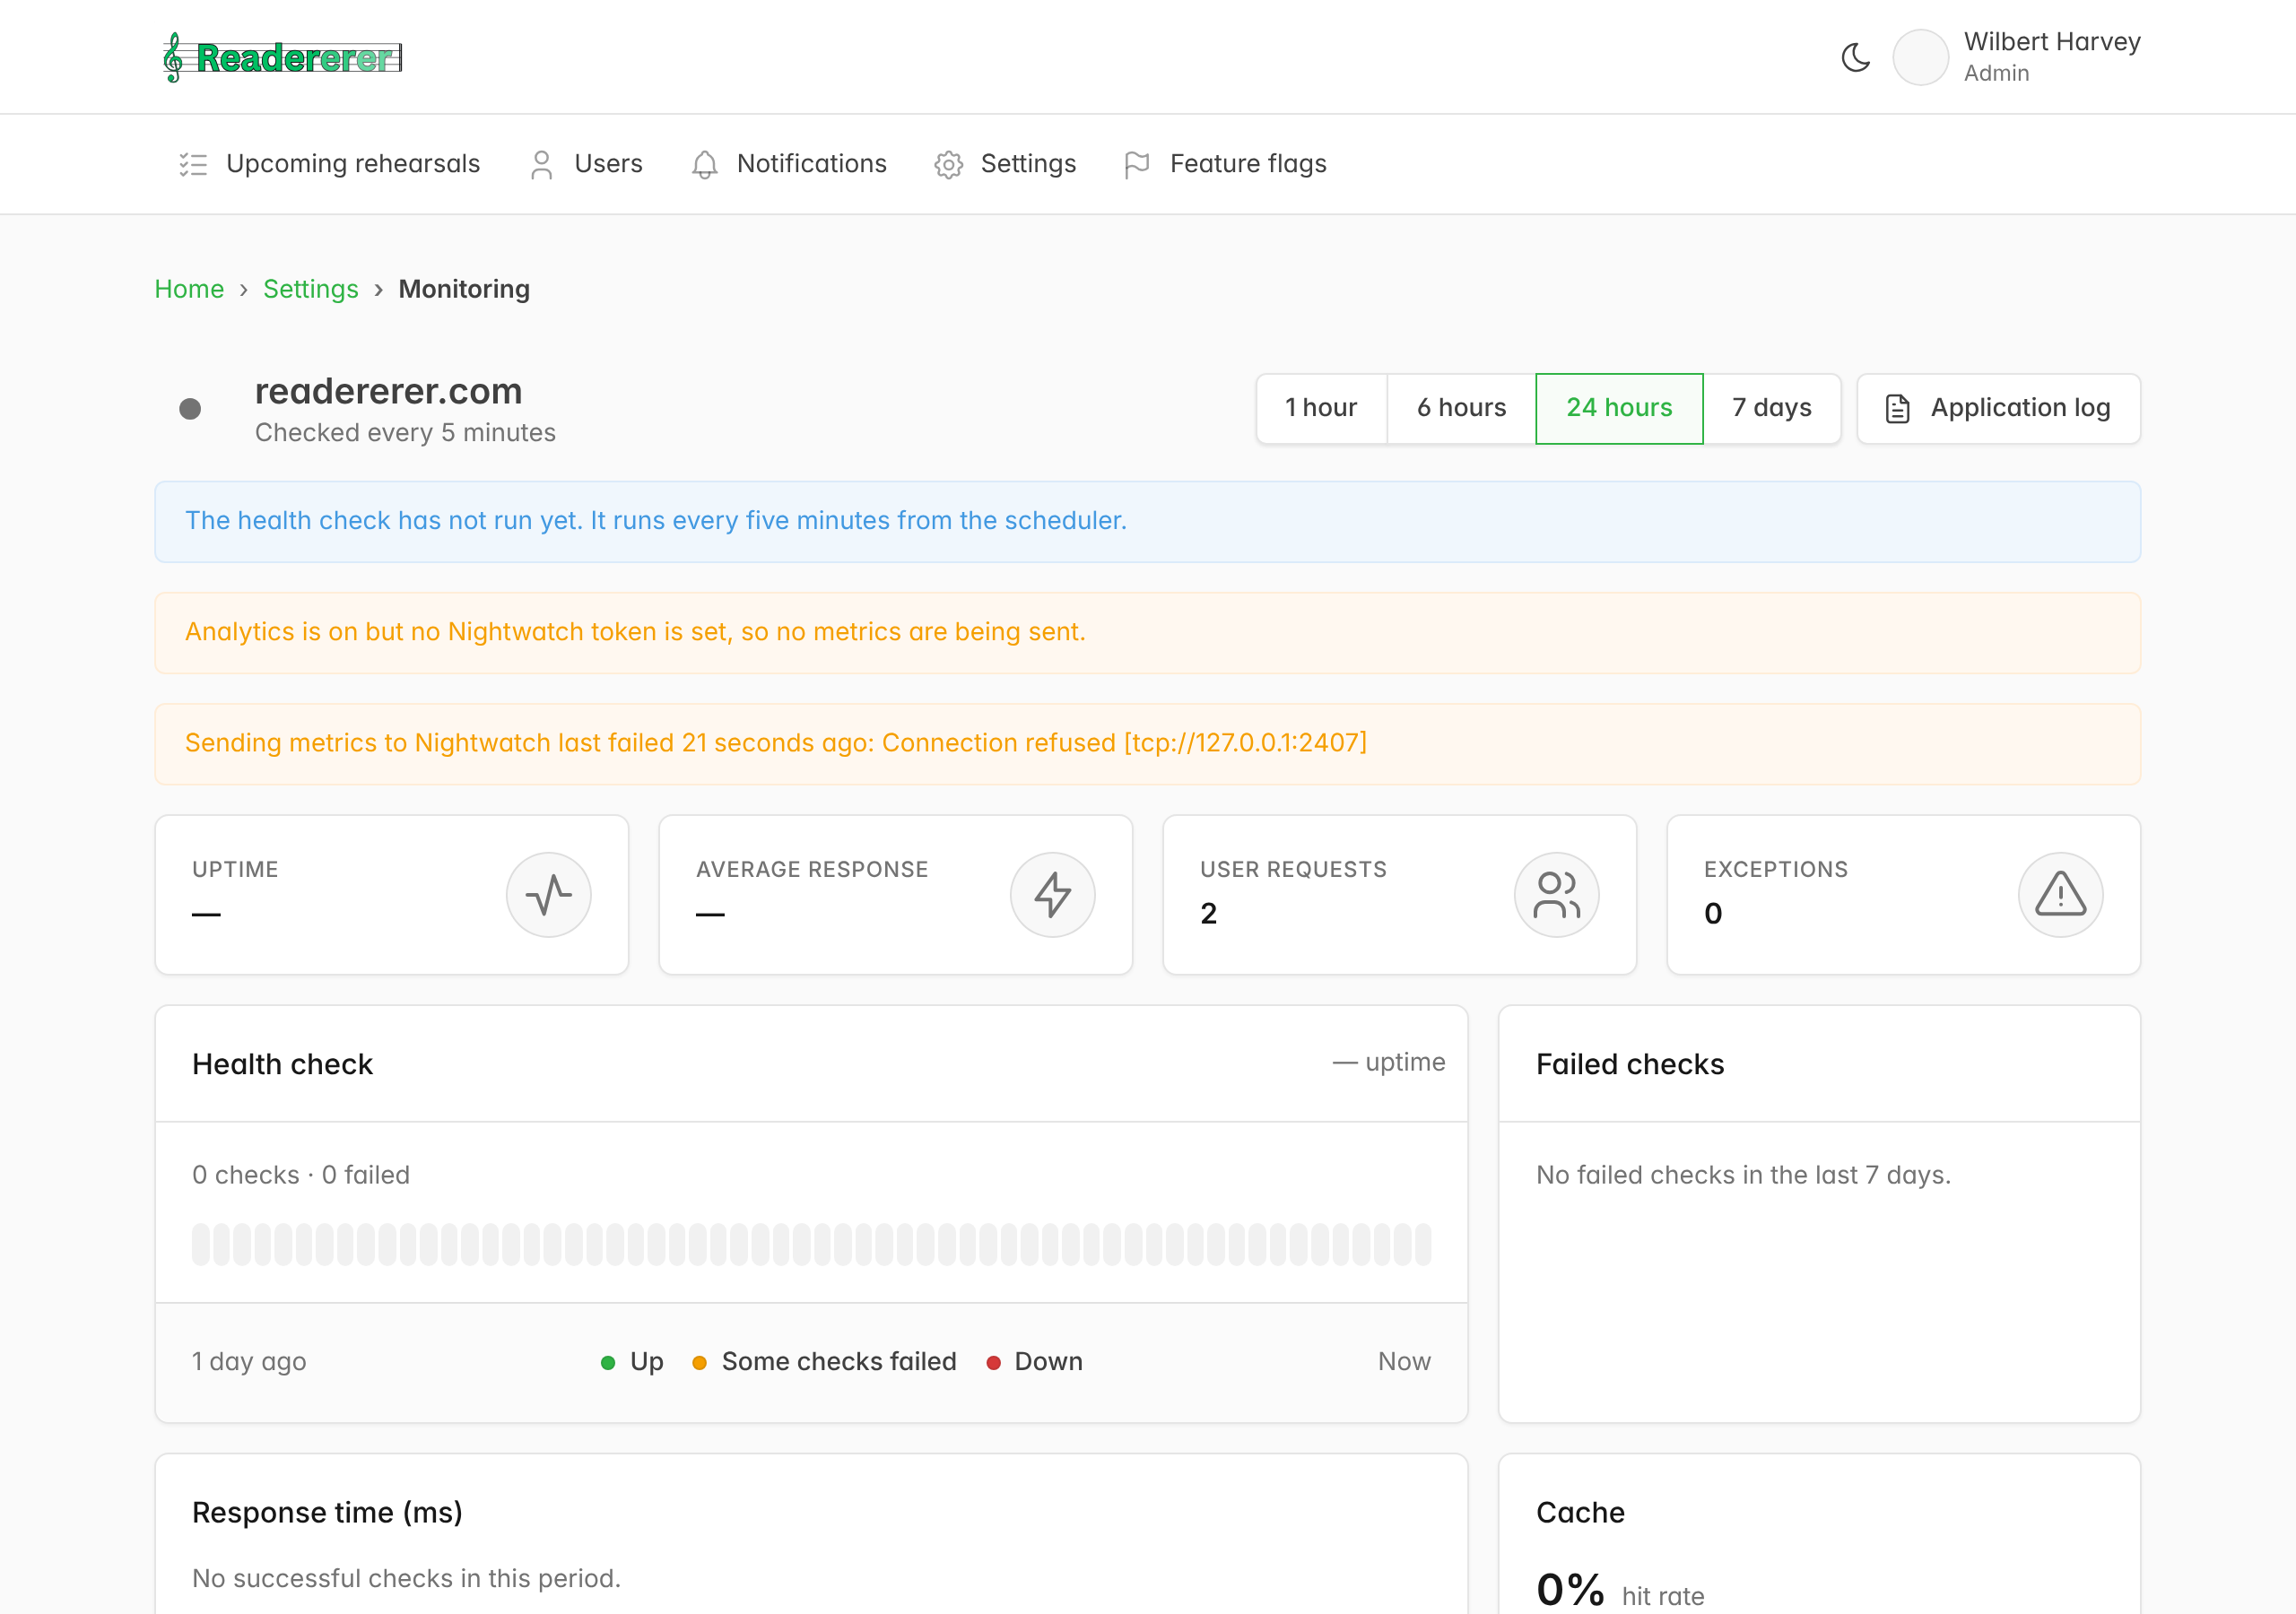 Readererer
Wilbert Harvey
Admin
Upcoming rehearsals
Users
Notifications
Settings
Feature flags
Home › Settings › Monitoring
readererer.com
Checked every 5 minutes
1 hour
6 hours
24 hours
7 days
Application log
The health check has not run yet. It runs every five minutes from the scheduler.
Analytics is on but no Nightwatch token is set, so no metrics are being sent.
Sending metrics to Nightwatch last failed 21 seconds ago: Connection refused [tcp://127.0.0.1:2407]
UPTIME
—
AVERAGE RESPONSE
—
USER REQUESTS
2
EXCEPTIONS
0
Health check
— uptime
0 checks · 0 failed
1 day ago
Up
Some checks failed
Down
Now
Failed checks
No failed checks in the last 7 days.
Response time (ms)
No successful checks in this period.
Cache
0% hit rate